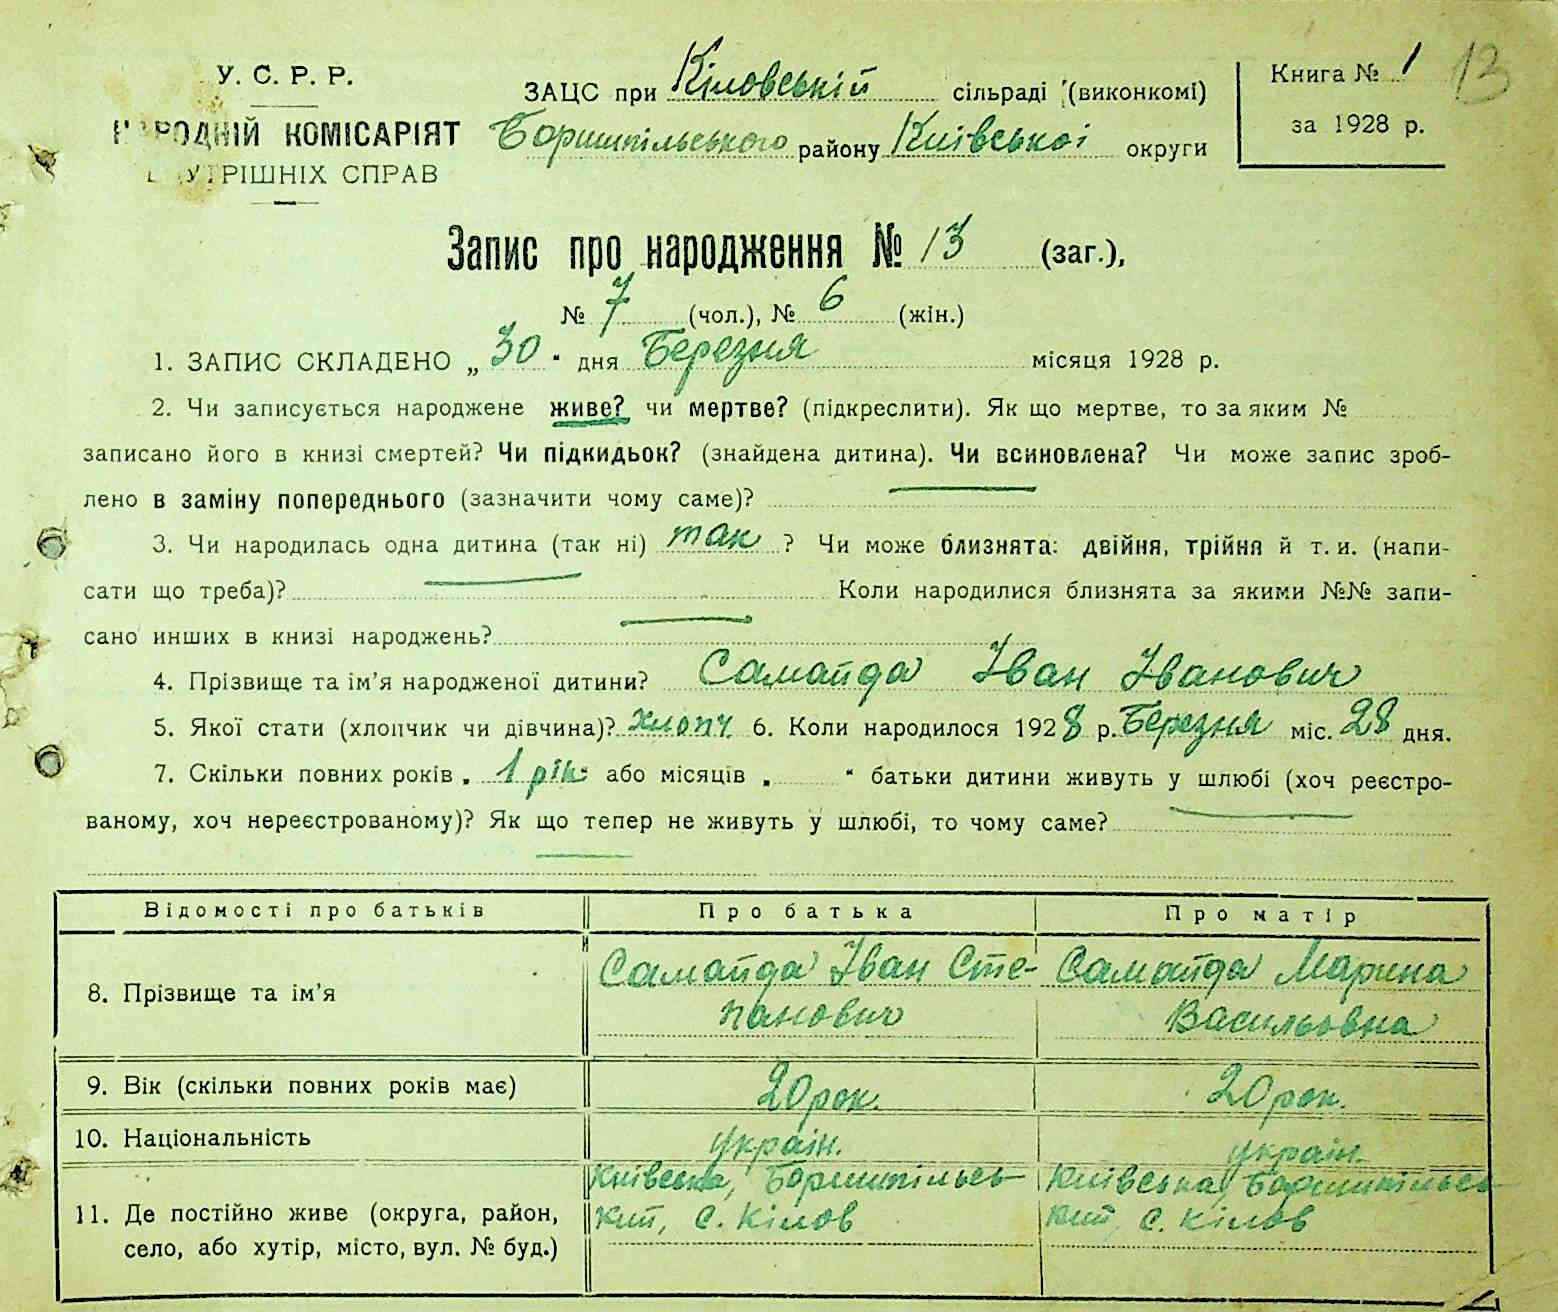 У. С. Р. Р.
НАРОДНІЙ КОМІСАРІЯТ
ВНУТРІШНІХ СПРАВ
ЗАЦС при Кіловській сільраді (виконкомі)
Боришпільського району Київської округи
Книга № 1
за 1928 р.
13
Запис про народження № 13 (заг.),
№ 7 (чол.), № 6 (жін.)
1. ЗАПИС СКЛАДЕНО „ 30 “ дня Березня місяця 1928 р.
2. Чи записується народжене живе? чи мертве? (підкреслити). Як що мертве, то за яким №
записано його в книзі смертей? Чи підкидьок? (знайдена дитина). Чи всиновлена? Чи може запис зроб-
лено в заміну попереднього (зазначити чому саме)?
3. Чи народилась одна дитина (так ні) так ? Чи може близнята: двійня, трійня й т. и. (напи-
сати що треба)? Коли народилися близнята за якими №№ запи-
сано инших в книзі народжень?
4. Прізвище та ім’я народженої дитини? Самайда Іван Іванович
5. Якої стати (хлопчик чи дівчина)? хлопч. 6. Коли народилося 1928 р. Березня міс. 28 дня.
7. Скільки повних років „ 1 рік або місяців „ “ батьки дитини живуть у шлюбі (хоч реєстро-
ваному, хоч нереєстрованому)? Як що тепер не живуть у шлюбі, то чому саме?
Відомості про батьків Про батька Про матір
8. Прізвище та ім’я
Самайда Іван Сте-
панович
Самайда Марина
Васильовна
9. Вік (скільки повних років має) 20 рок. 20 рок.
10. Національність україн. україн.
11. Де постійно живе (округа, район,
село, або хутір, місто, вул. № буд.)
Київська, Боришпільсь-
кий, с. Кілов
Київська, Боришпільсь-
кий, с. Кілов